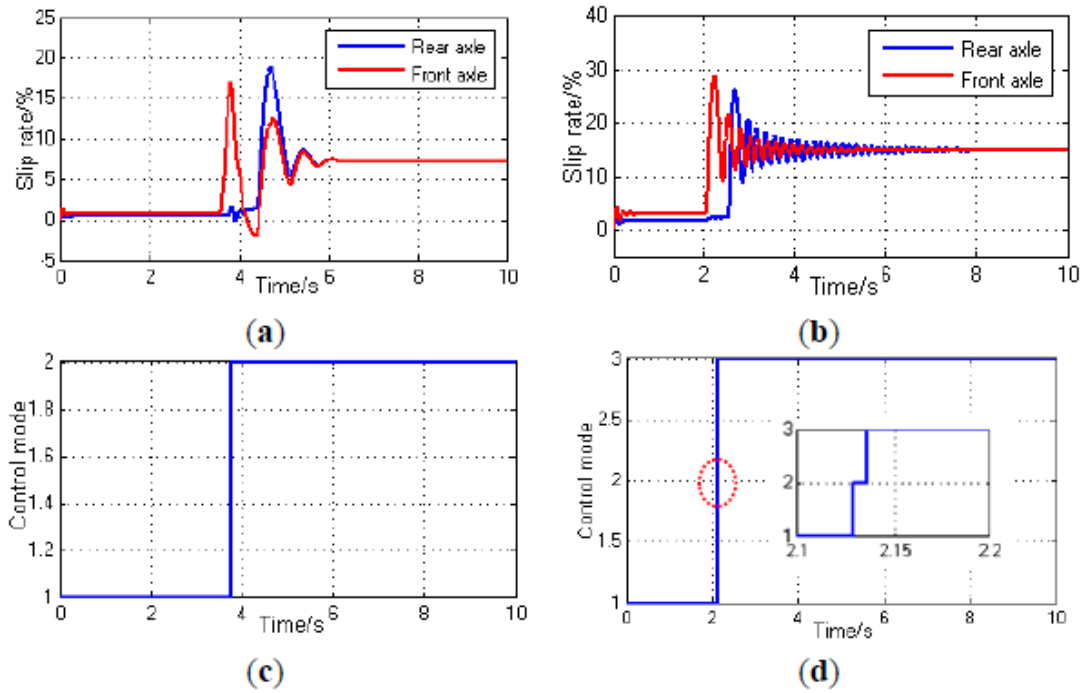 25
20
15
10
5
0
-5
Slip rate/%
Rear axle
Front axle
0 2 4 6 8 10
Time/s
(a)
40
30
20
10
0
Slip rate/%
Rear axle
Front axle
0 2 4 6 8 10
Time/s
(b)
2
1.8
1.6
1.4
1.2
1
Control mode
0 2 4 6 8 10
Time/s
(c)
3
2.5
2
1.5
1
Control mode
3
2
1
2.1 2.15 2.2
0 2 4 6 8 10
Time/s
(d)